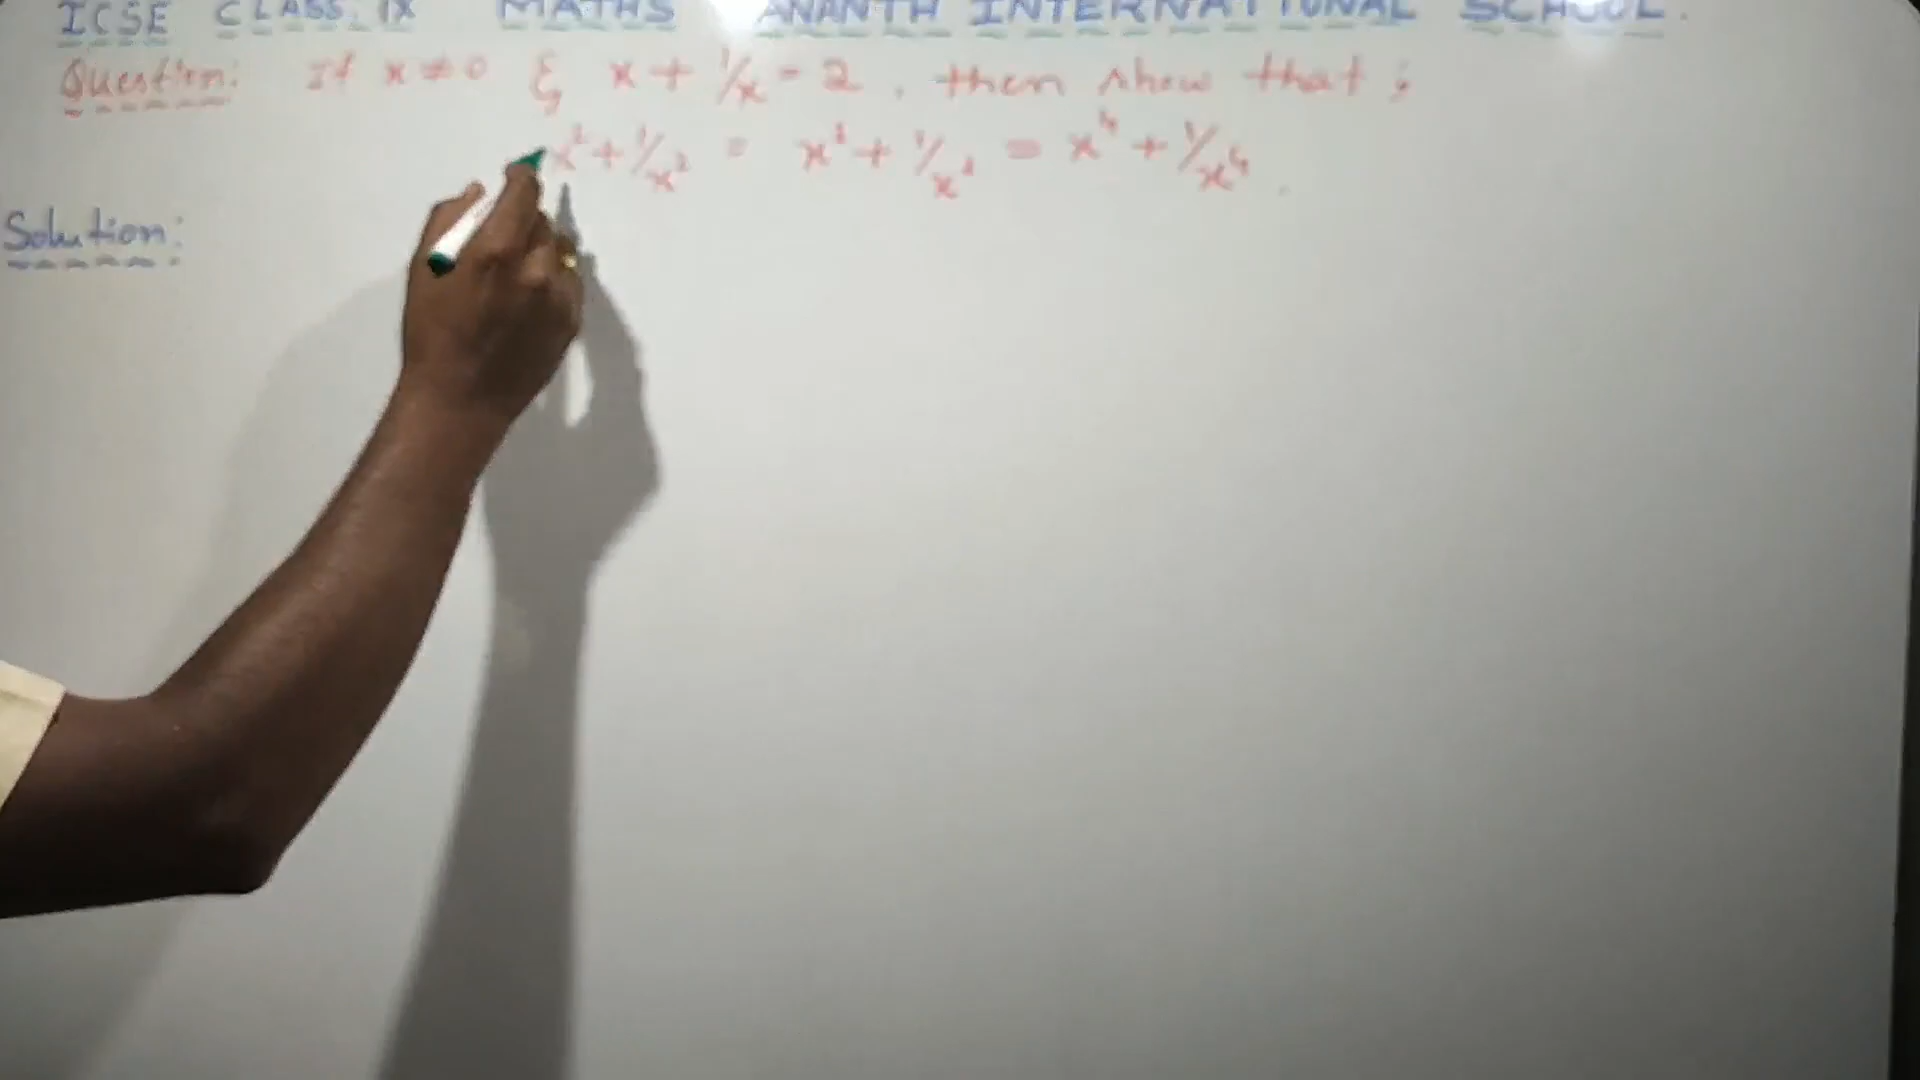 ICSE CLASS. IX MATHS ANANTH INTERNATIONAL SCHOOL.
Question: If x ≠ 0 & x + 1/x = 2, then show that;
x² + 1/x² = x³ + 1/x³ = x⁴ + 1/x⁴.
Solution: